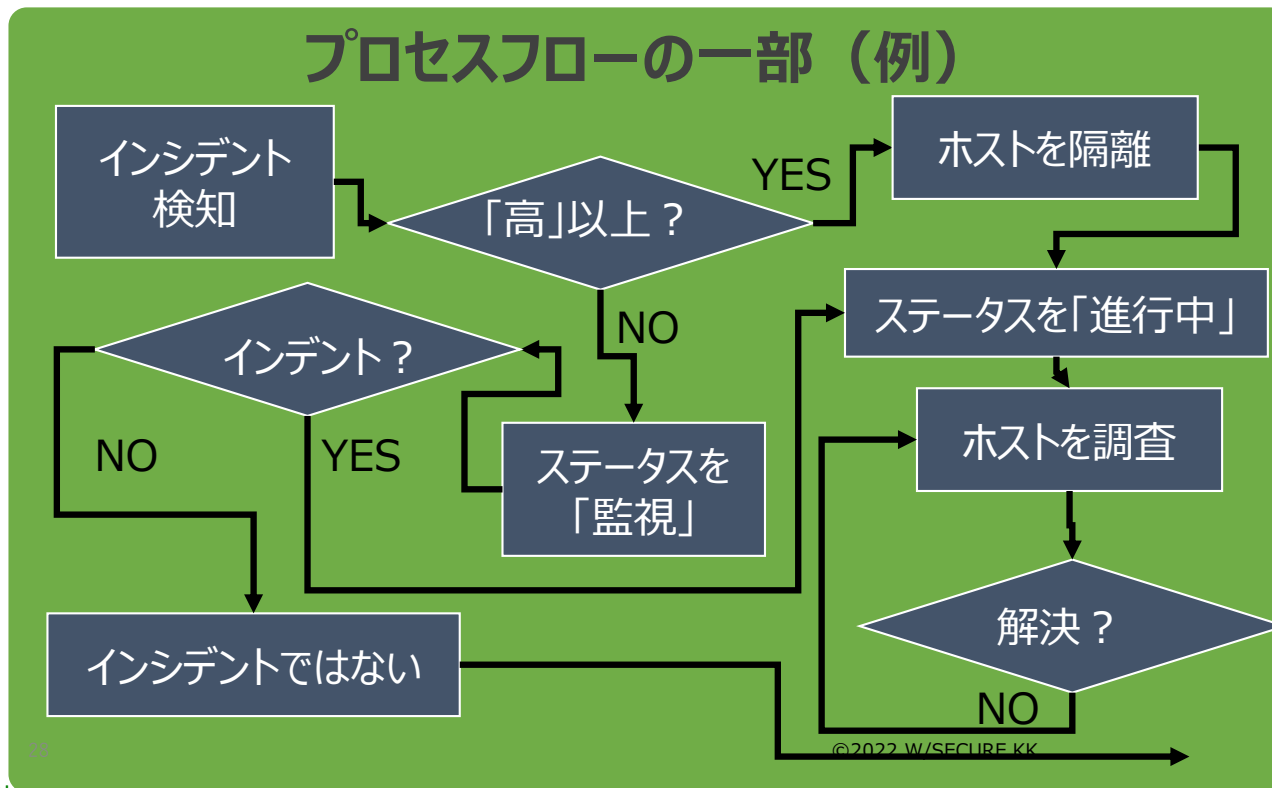 プロセスフローの一部（例）
インシデント
検知
「高」以上？
YES
ホストを隔離
NO
ステータスを「進行中」
インデント？
NO
YES
ステータスを
「監視」
ホストを調査
解決？
インシデントではない
NO
28
©2022 W/SECURE KK